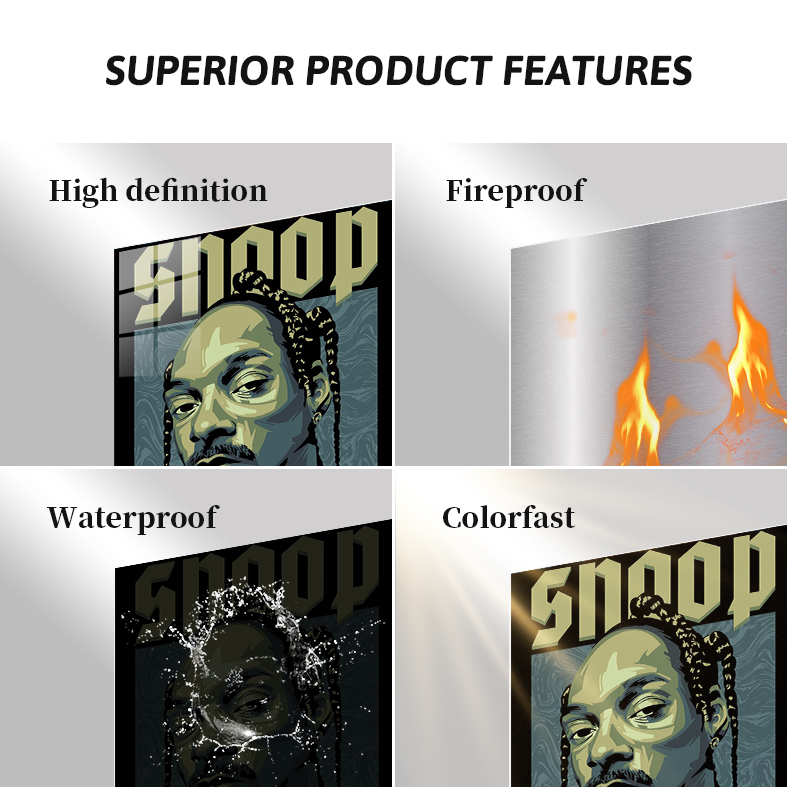 SUPERIOR PRODUCT FEATURES
High definition
Fireproof
snoop
Waterproof
Colorfast
snoop
snoop